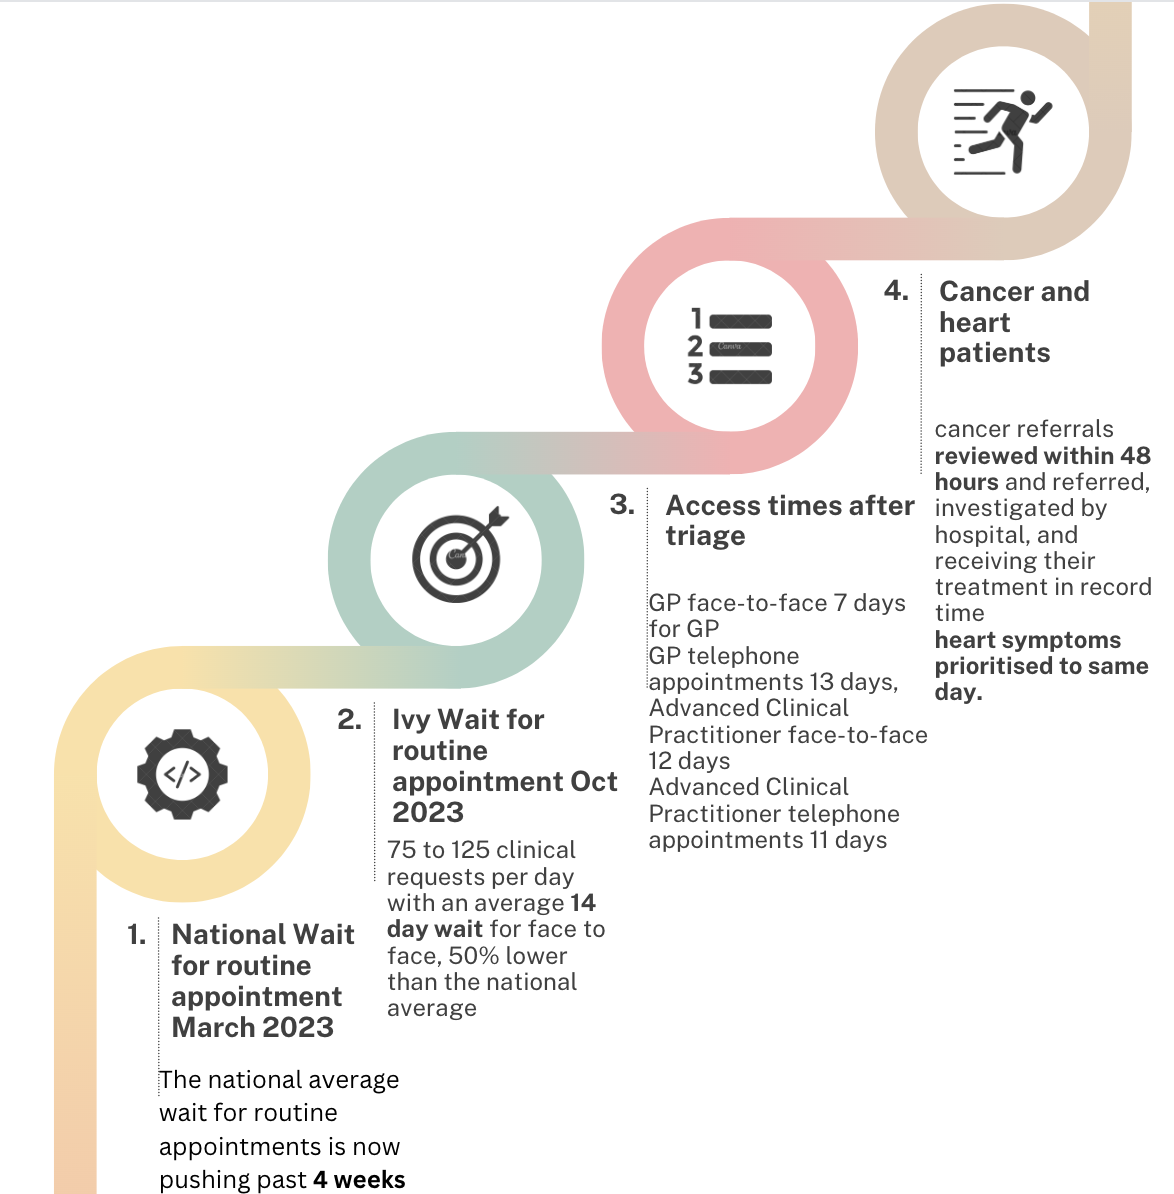 1.
National Wait
for routine
appointment
March 2023
The national average
wait for routine
appointments is now
pushing past 4 weeks
2.
Ivy Wait for
routine
appointment Oct
2023
75 to 125 clinical
requests per day
with an average 14
day wait for face to
face, 50% lower
than the national
average
1
2
3
Canva
3.
Access times after
triage
GP face-to-face 7 days
for GP
GP telephone
appointments 13 days,
Advanced Clinical
Practitioner face-to-face
12 days
Advanced Clinical
Practitioner telephone
appointments 11 days
4.
Cancer and
heart
patients
cancer referrals
reviewed within 48
hours and referred,
investigated by
hospital, and
receiving their
treatment in record
time
heart symptoms
prioritised to same
day.